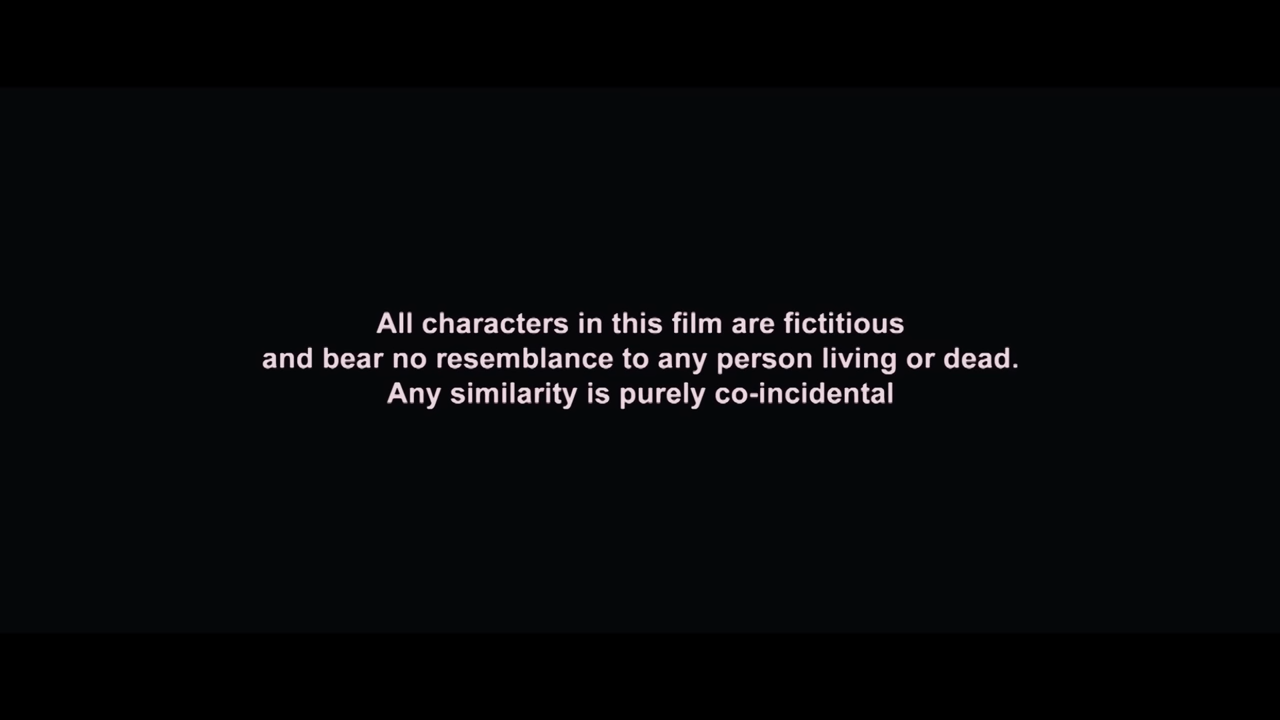 All characters in this film are fictitious
and bear no resemblance to any person living or dead.
Any similarity is purely co-incidental